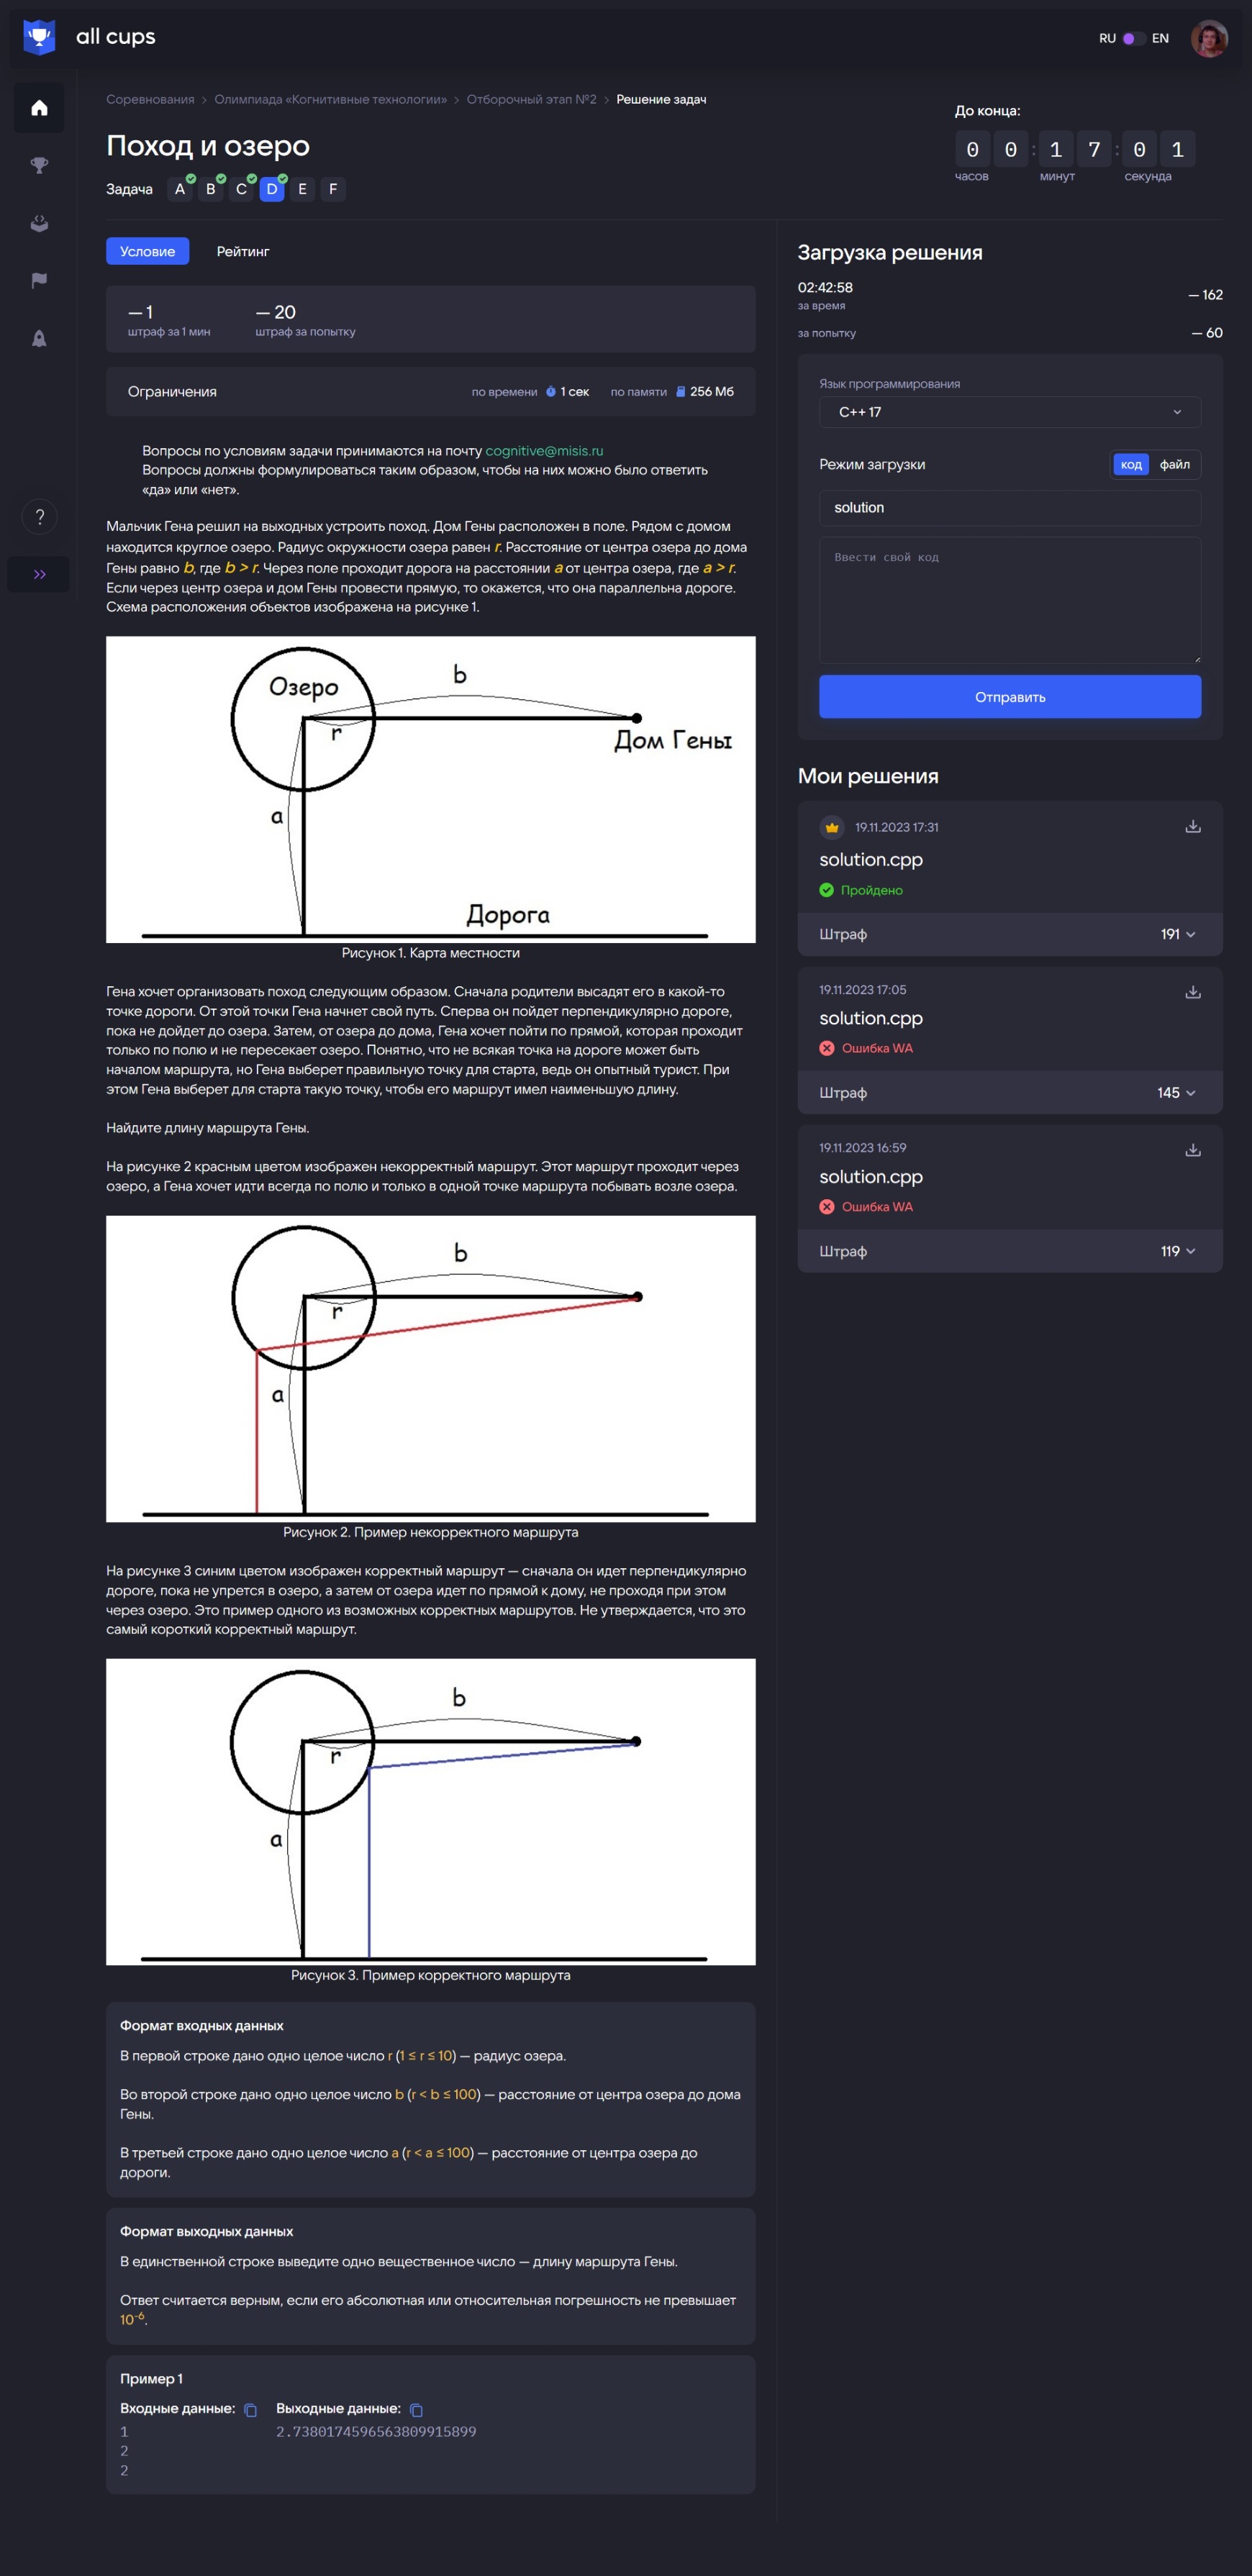 all cups
RU EN
Соревнования > Олимпиада «Когнитивные технологии» > Отборочный этап №2 > Решение задач
До конца:
Поход и озеро
0 0 : 1 7 : 0 1
часов минут секунда
Задача A B C D E F
Условие Рейтинг
— 1
штраф за 1 мин
— 20
штраф за попытку
Ограничения по времени 1 сек по памяти 256 Мб
Вопросы по условиям задачи принимаются на почту cognitive@misis.ru
Вопросы должны формулироваться таким образом, чтобы на них можно было ответить
«да» или «нет».
Мальчик Гена решил на выходных устроить поход. Дом Гены расположен в поле. Рядом с домом
находится круглое озеро. Радиус окружности озера равен r. Расстояние от центра озера до дома
Гены равно b, где b > r. Через поле проходит дорога на расстоянии a от центра озера, где a > r.
Если через центр озера и дом Гены провести прямую, то окажется, что она параллельна дороге.
Схема расположения объектов изображена на рисунке 1.
Озеро
b
r
Дом Гены
a
Дорога
Рисунок 1. Карта местности
Гена хочет организовать поход следующим образом. Сначала родители высадят его в какой-то
точке дороги. От этой точки Гена начнет свой путь. Сперва он пойдет перпендикулярно дороге,
пока не дойдет до озера. Затем, от озера до дома, Гена хочет пойти по прямой, которая проходит
только по полю и не пересекает озеро. Понятно, что не всякая точка на дороге может быть
началом маршрута, но Гена выберет правильную точку для старта, ведь он опытный турист. При
этом Гена выберет для старта такую точку, чтобы его маршрут имел наименьшую длину.
Найдите длину маршрута Гены.
На рисунке 2 красным цветом изображен некорректный маршрут. Этот маршрут проходит через
озеро, а Гена хочет идти всегда по полю и только в одной точке маршрута побывать возле озера.
b
r
a
Рисунок 2. Пример некорректного маршрута
На рисунке 3 синим цветом изображен корректный маршрут — сначала он идет перпендикулярно
дороге, пока не упрется в озеро, а затем от озера идет по прямой к дому, не проходя при этом
через озеро. Это пример одного из возможных корректных маршрутов. Не утверждается, что это
самый короткий корректный маршрут.
b
r
a
Рисунок 3. Пример корректного маршрута
Формат входных данных
В первой строке дано одно целое число r (1 ≤ r ≤ 10) — радиус озера.
Во второй строке дано одно целое число b (r < b ≤ 100) — расстояние от центра озера до дома
Гены.
В третьей строке дано одно целое число a (r < a ≤ 100) — расстояние от центра озера до
дороги.
Формат выходных данных
В единственной строке выведите одно вещественное число — длину маршрута Гены.
Ответ считается верным, если его абсолютная или относительная погрешность не превышает
10⁻⁶.
Пример 1
Входные данные: Выходные данные:
1 2.7380174596563809915899
2
2
Загрузка решения
02:42:58
за время
— 162
за попытку — 60
Язык программирования
C++ 17
Режим загрузки код файл
solution
Ввести свой код
Отправить
Мои решения
19.11.2023 17:31
solution.cpp
Пройдено
Штраф 191
19.11.2023 17:05
solution.cpp
Ошибка WA
Штраф 145
19.11.2023 16:59
solution.cpp
Ошибка WA
Штраф 119
?